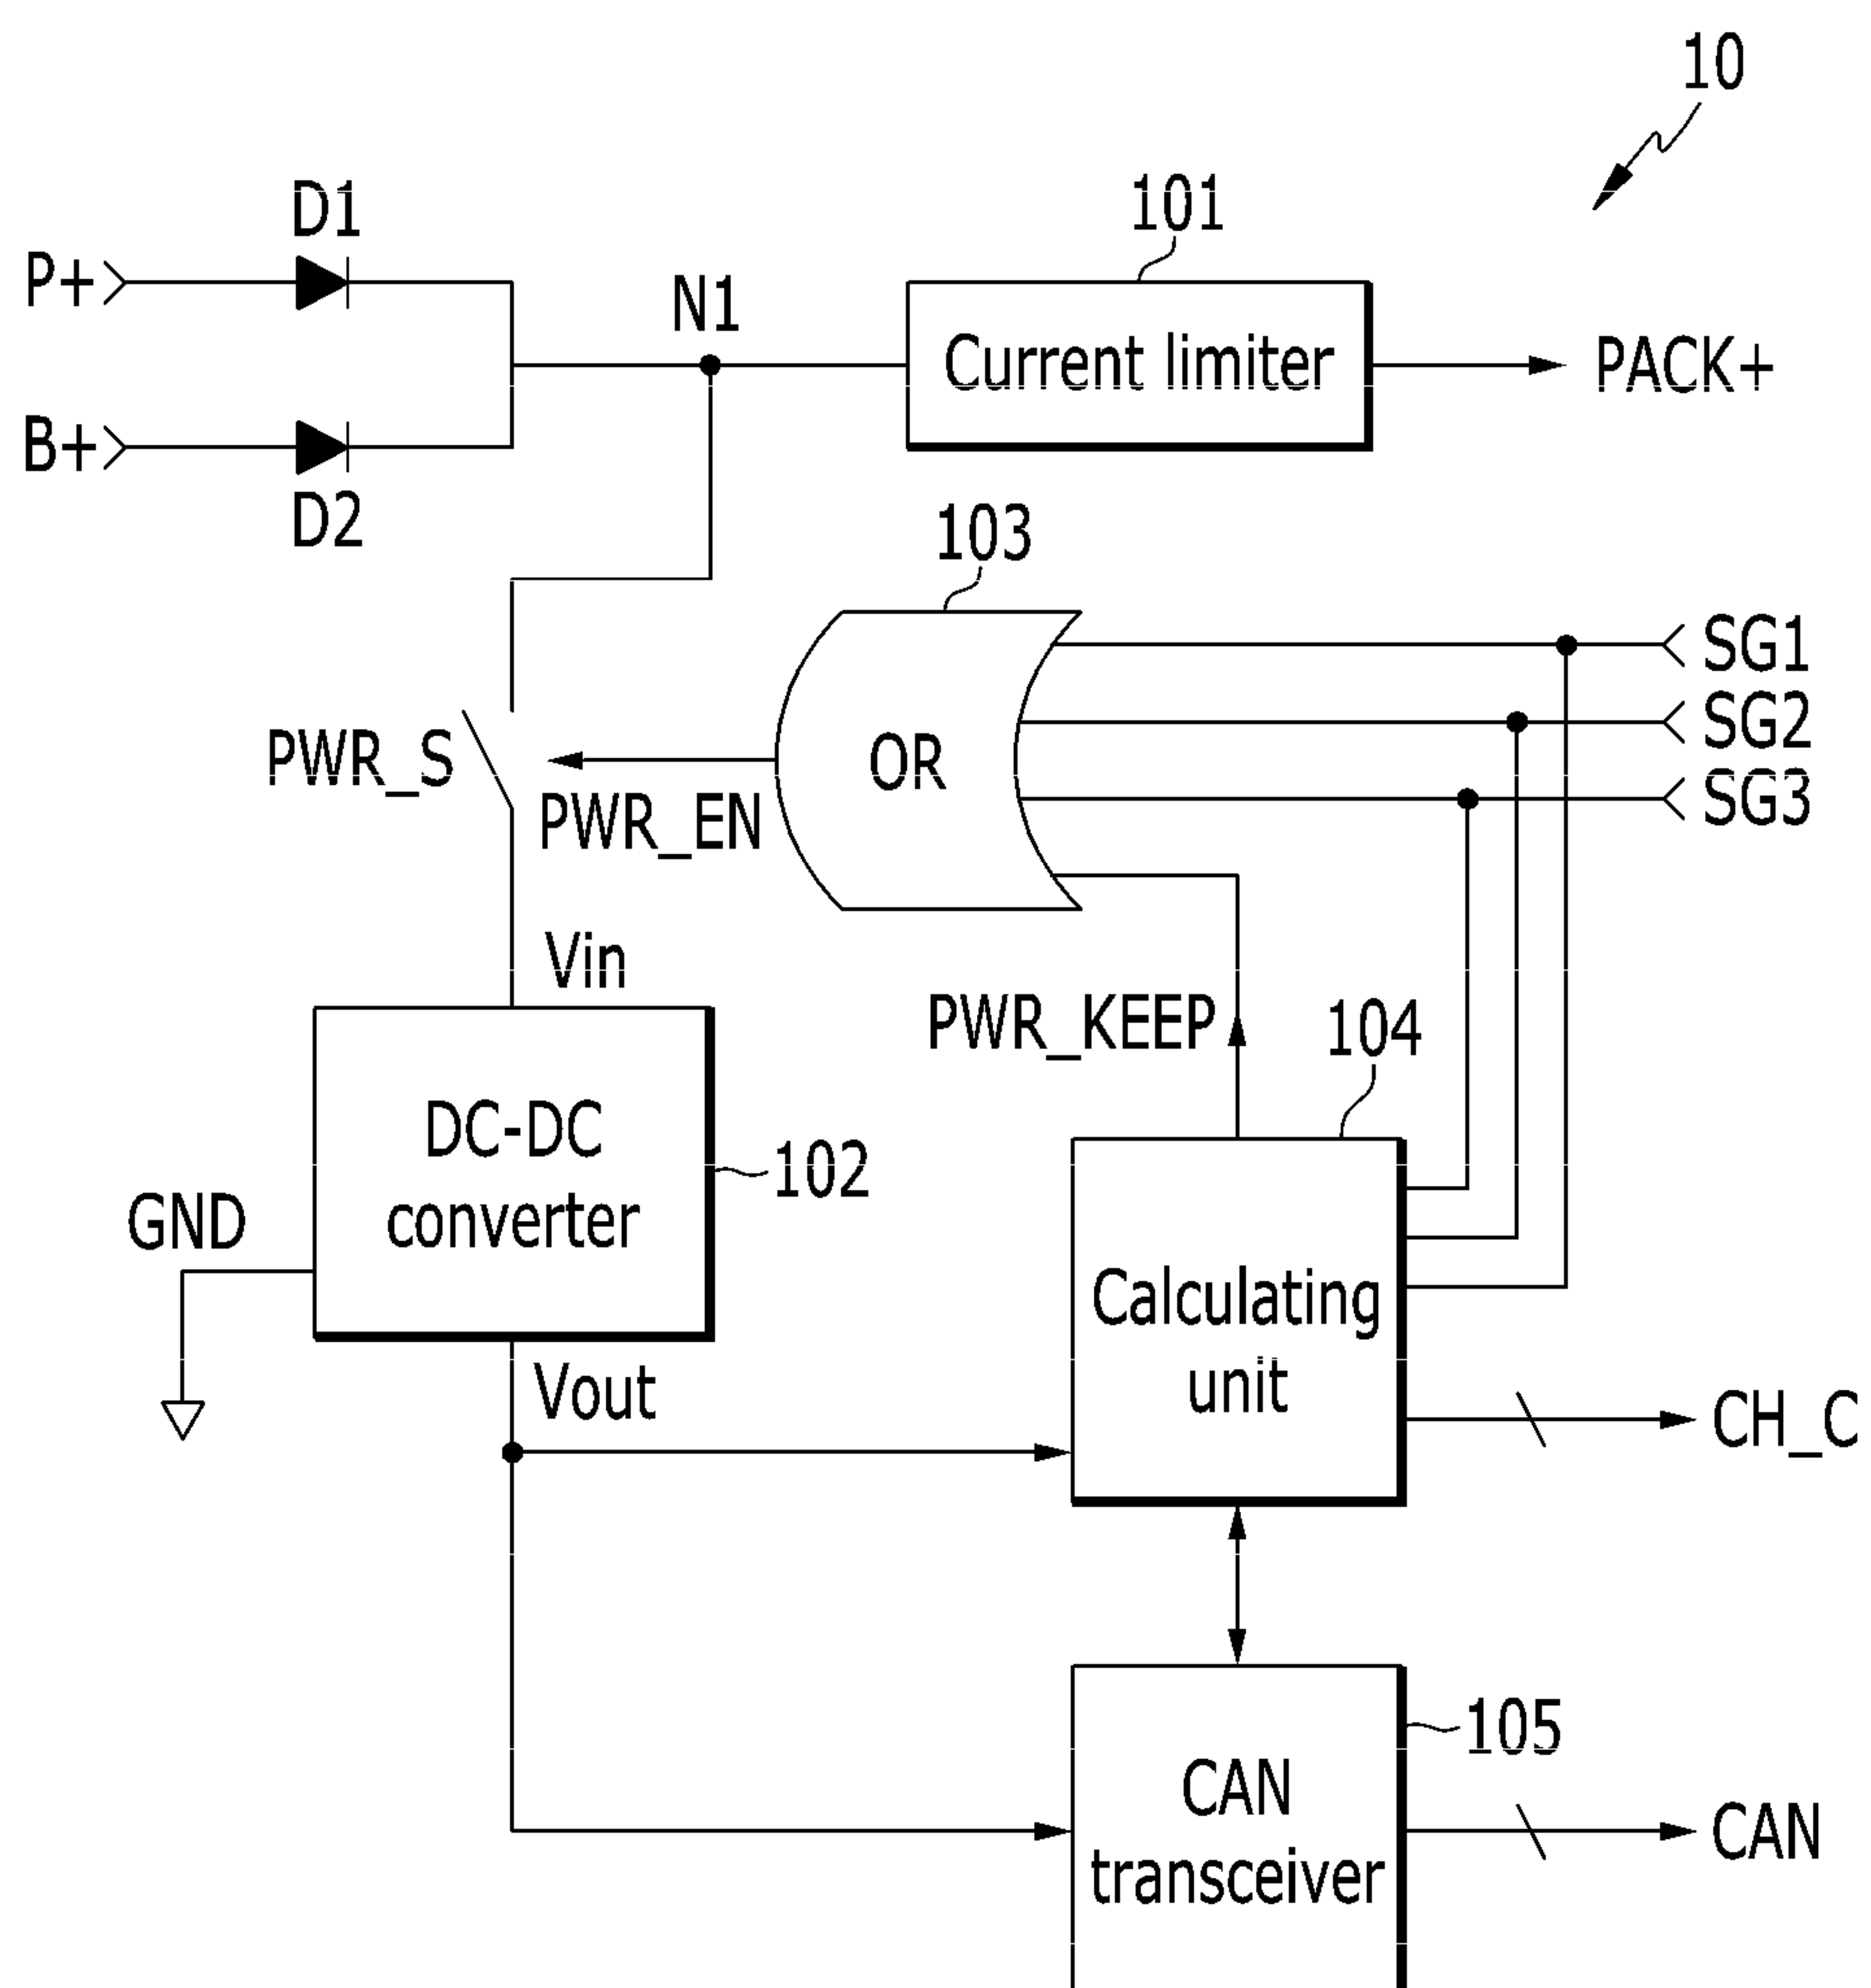 10
D1
101
P+
N1
Current limiter
PACK+
B+
D2
103
SG1
SG2
SG3
OR
PWR_S
PWR_EN
Vin
PWR_KEEP
104
DC-DC
converter
102
GND
Calculating
unit
Vout
CH_C
105
CAN
transceiver
CAN